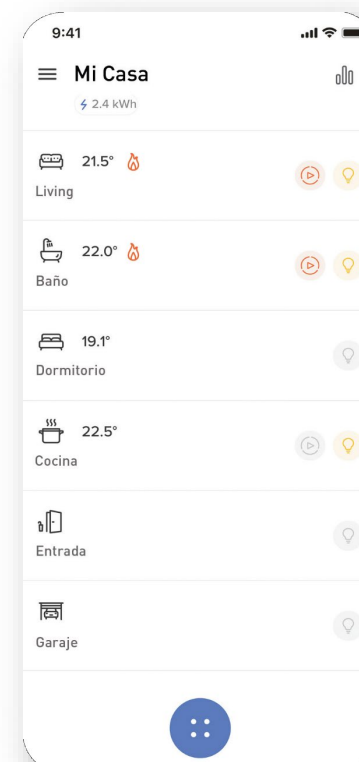 9:41
Mi Casa
2.4 kWh
21.5°
Living
22.0°
Baño
19.1°
Dormitorio
22.5°
Cocina
Entrada
Garaje